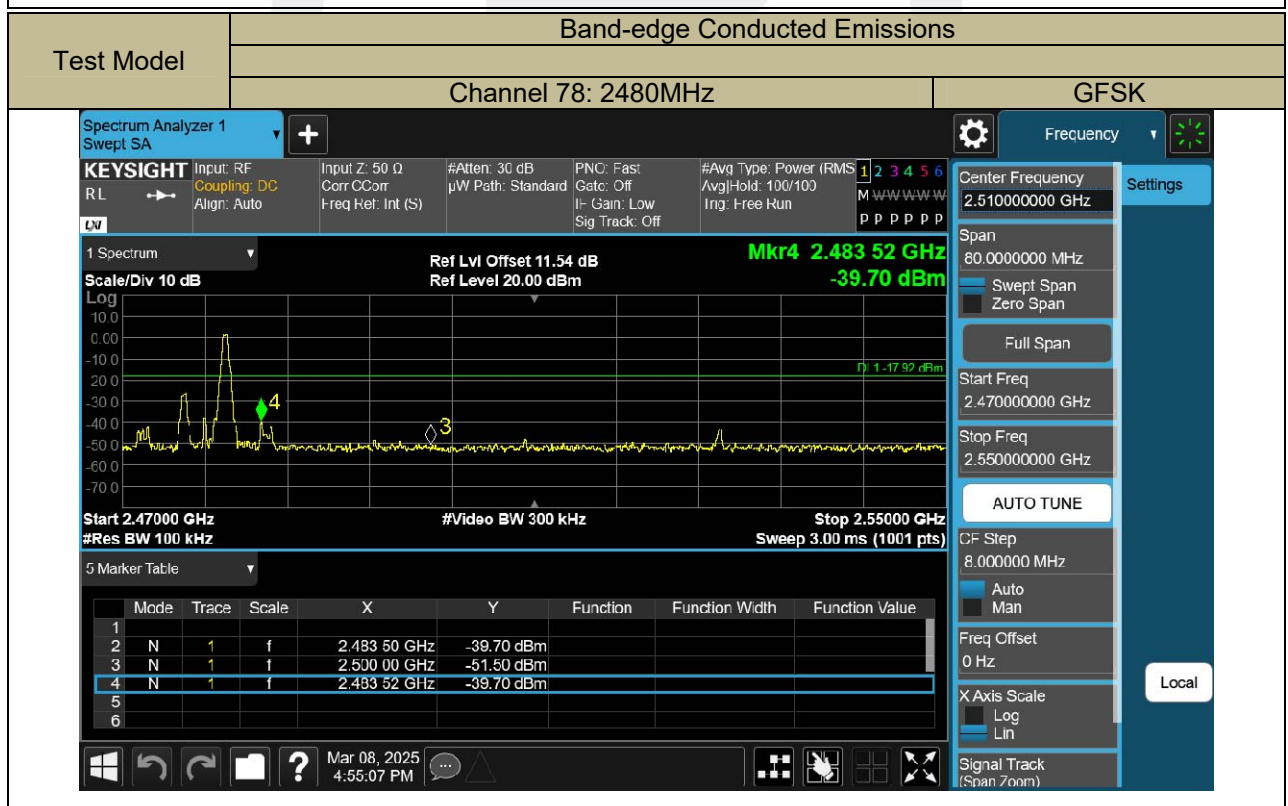 Band-edge Conducted Emissions
Test Model
Channel 78: 2480MHz GFSK
Spectrum Analyzer 1
Swept SA
+
Frequency
KEYSIGHT
RL
LXI
Input: RF
Coupling: DC
Align: Auto
Input Z: 50 Ω
Corr CCorr
Freq Ref: Int (S)
#Atten: 30 dB
µW Path: Standard
PNO: Fast
Gate: Off
IF Gain: Low
Sig Track: Off
#Avg Type: Power (RMS
Avg|Hold: 100/100
Trig: Free Run
1 2 3 4 5 6
M W W W W W
P P P P P P
1 Spectrum
Scale/Div 10 dB
Log
Ref Lvl Offset 11.54 dB
Ref Level 20.00 dBm
Mkr4 2.483 52 GHz
-39.70 dBm
10.0
0.00
-10.0
-20.0
-30.0
-40.0
-50.0
-60.0
-70.0
DL1 -17.92 dBm
4
3
Start 2.47000 GHz #Video BW 300 kHz Stop 2.55000 GHz
#Res BW 100 kHz Sweep 3.00 ms (1001 pts)
5 Marker Table
Mode Trace Scale X Y Function Function Width Function Value
1
2 N 1 f 2.483 50 GHz -39.70 dBm
3 N 1 f 2.500 00 GHz -51.50 dBm
4 N 1 f 2.483 52 GHz -39.70 dBm
5
6
?
Mar 08, 2025
4:55:07 PM
Center Frequency
2.510000000 GHz
Settings
Span
80.0000000 MHz
Swept Span
Zero Span
Full Span
Start Freq
2.470000000 GHz
Stop Freq
2.550000000 GHz
AUTO TUNE
CF Step
8.000000 MHz
Auto
Man
Freq Offset
0 Hz
X Axis Scale
Log
Lin
Local
Signal Track
(Span Zoom)